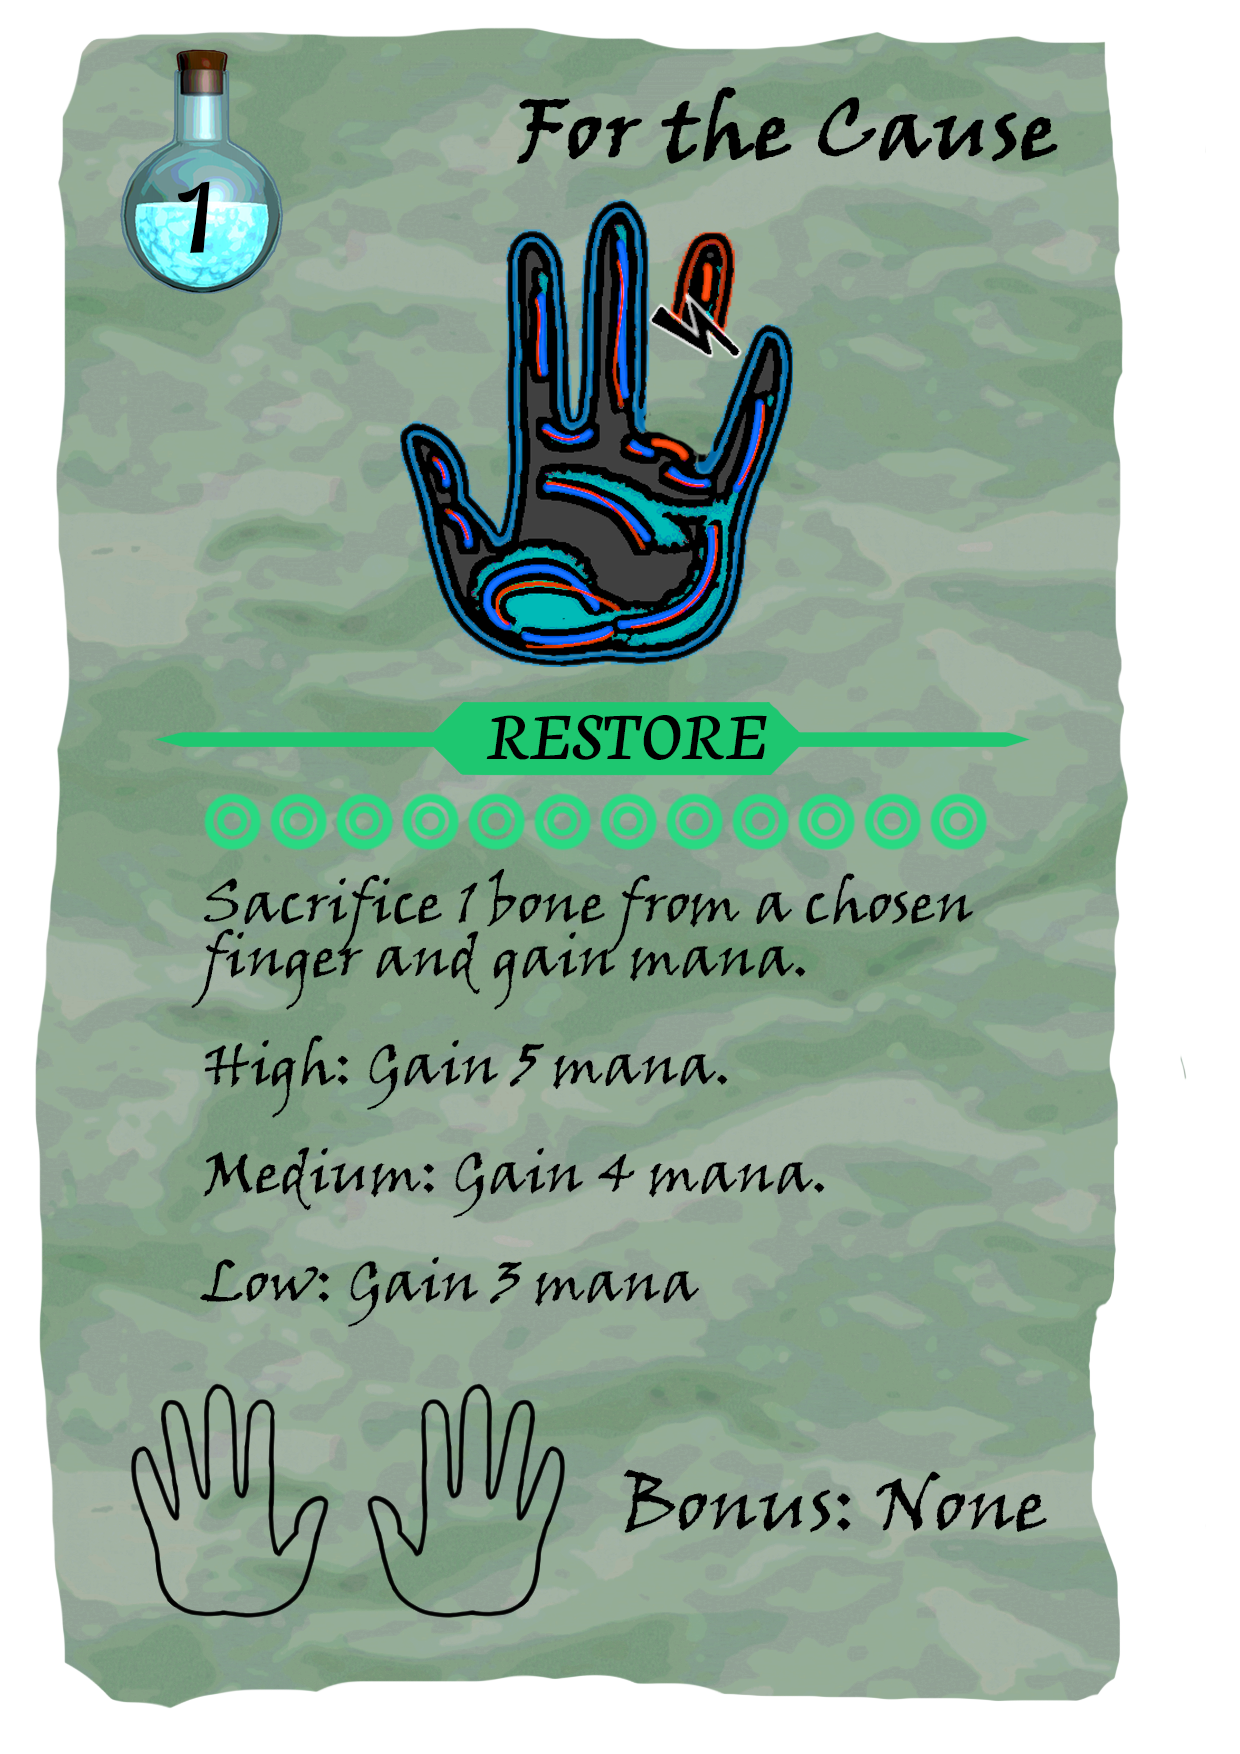 1
For the Cause
RESTORE
Sacrifice 1 bone from a chosen
finger and gain mana.
High: Gain 5 mana.
Medium: Gain 4 mana.
Low: Gain 3 mana
Bonus: None